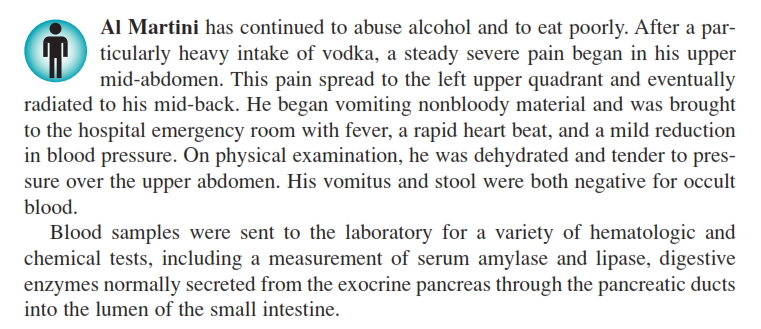 Al Martini has continued to abuse alcohol and to eat poorly. After a par-
ticularly heavy intake of vodka, a steady severe pain began in his upper
mid-abdomen. This pain spread to the left upper quadrant and eventually
radiated to his mid-back. He began vomiting nonbloody material and was brought
to the hospital emergency room with fever, a rapid heart beat, and a mild reduction
in blood pressure. On physical examination, he was dehydrated and tender to pres-
sure over the upper abdomen. His vomitus and stool were both negative for occult
blood.
Blood samples were sent to the laboratory for a variety of hematologic and
chemical tests, including a measurement of serum amylase and lipase, digestive
enzymes normally secreted from the exocrine pancreas through the pancreatic ducts
into the lumen of the small intestine.